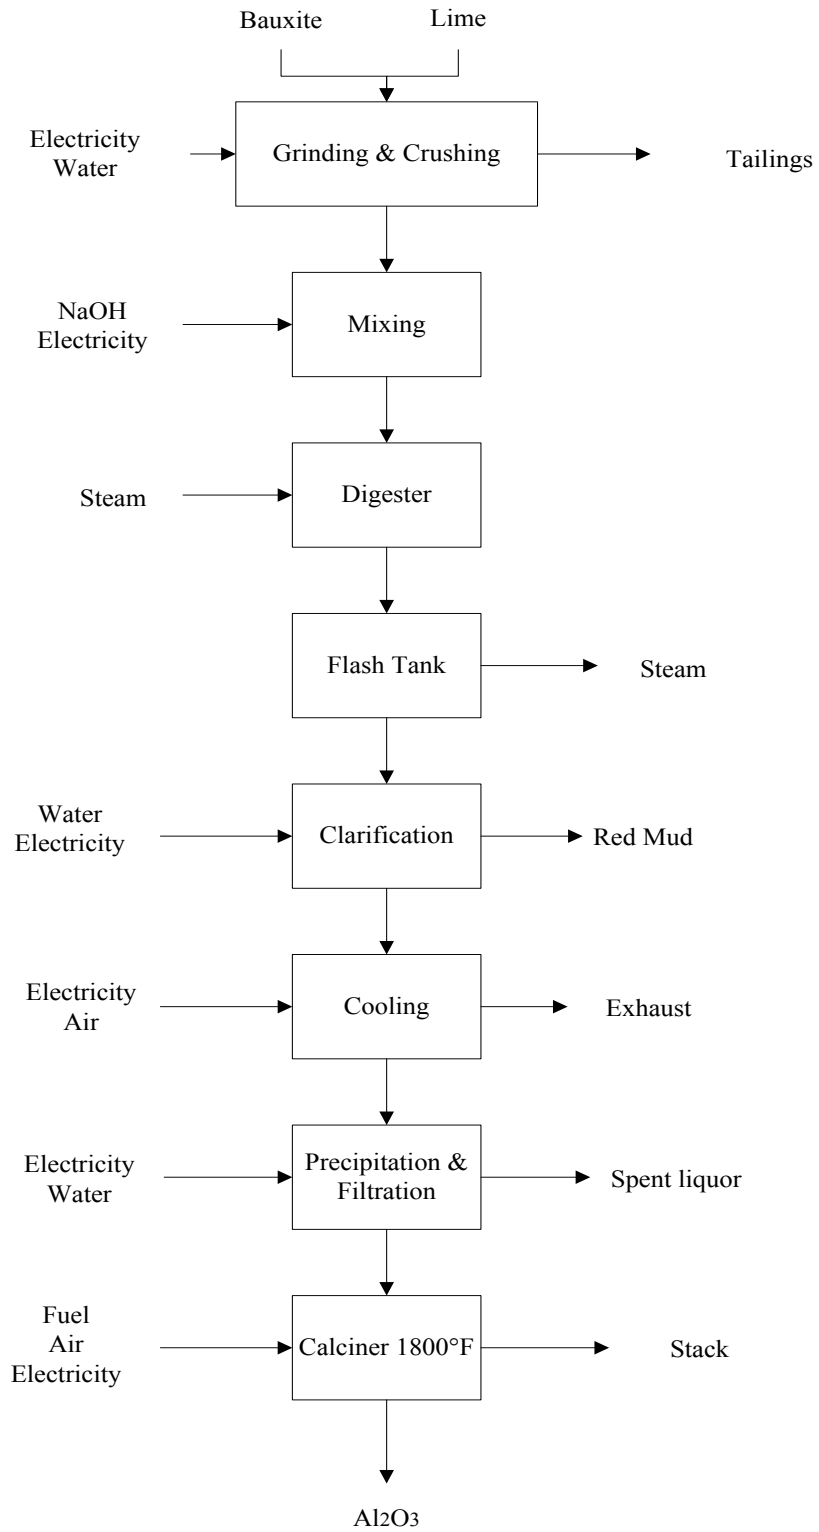 Bauxite
Lime
Electricity
Water
Grinding & Crushing
Tailings
NaOH
Electricity
Mixing
Steam
Digester
Flash Tank
Steam
Water
Electricity
Clarification
Red Mud
Electricity
Air
Cooling
Exhaust
Electricity
Water
Precipitation &
Filtration
Spent liquor
Fuel
Air
Electricity
Calciner 1800°F
Stack
Al2O3